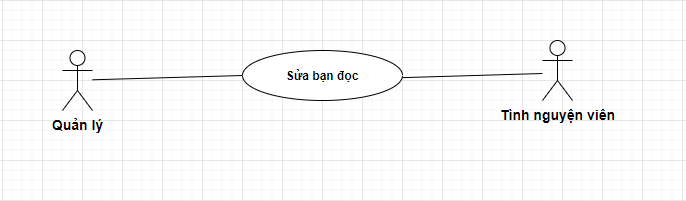 Sửa bạn đọc
Quản lý
Tình nguyện viên